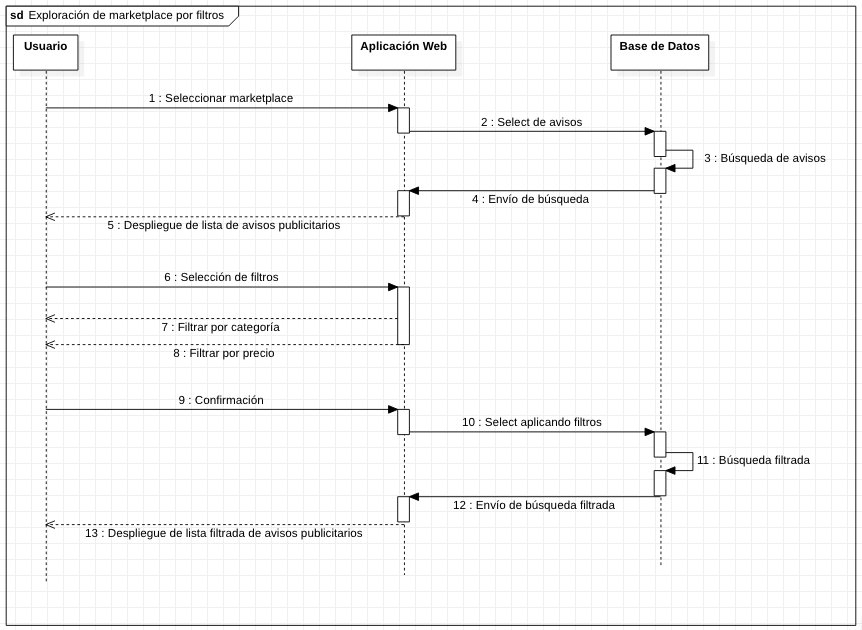 sd Exploración de marketplace por filtros
Usuario
Aplicación Web
Base de Datos
1 : Seleccionar marketplace
2 : Select de avisos
3 : Búsqueda de avisos
4 : Envío de búsqueda
5 : Despliegue de lista de avisos publicitarios
6 : Selección de filtros
7 : Filtrar por categoría
8 : Filtrar por precio
9 : Confirmación
10 : Select aplicando filtros
11 : Búsqueda filtrada
12 : Envío de búsqueda filtrada
13 : Despliegue de lista filtrada de avisos publicitarios